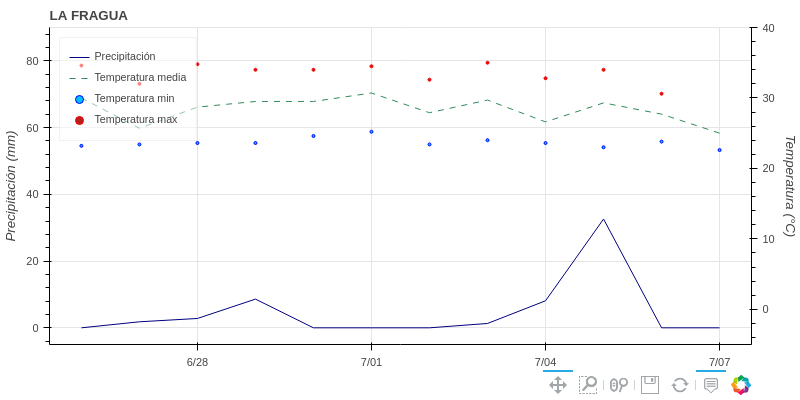 LA FRAGUA
Precipitación
Temperatura media
Temperatura min
Temperatura max
Precipitación (mm)
80
60
40
20
0
Temperatura (°C)
40
30
20
10
0
6/28
7/01
7/04
7/07